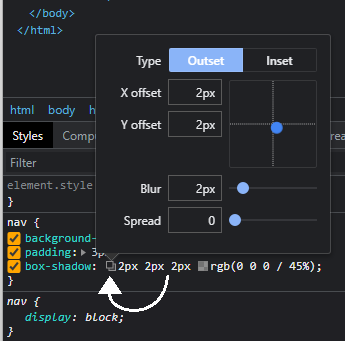 </body>
</html>
Type Outset Inset
X offset 2px
Y offset 2px
Blur 2px
Spread 0
html body
Styles Comp
Filter
element.style
}
nav {
background-
padding: 3p
box-shadow: 2px 2px 2px rgb(0 0 0 / 45%);
}
nav {
display: block;
}